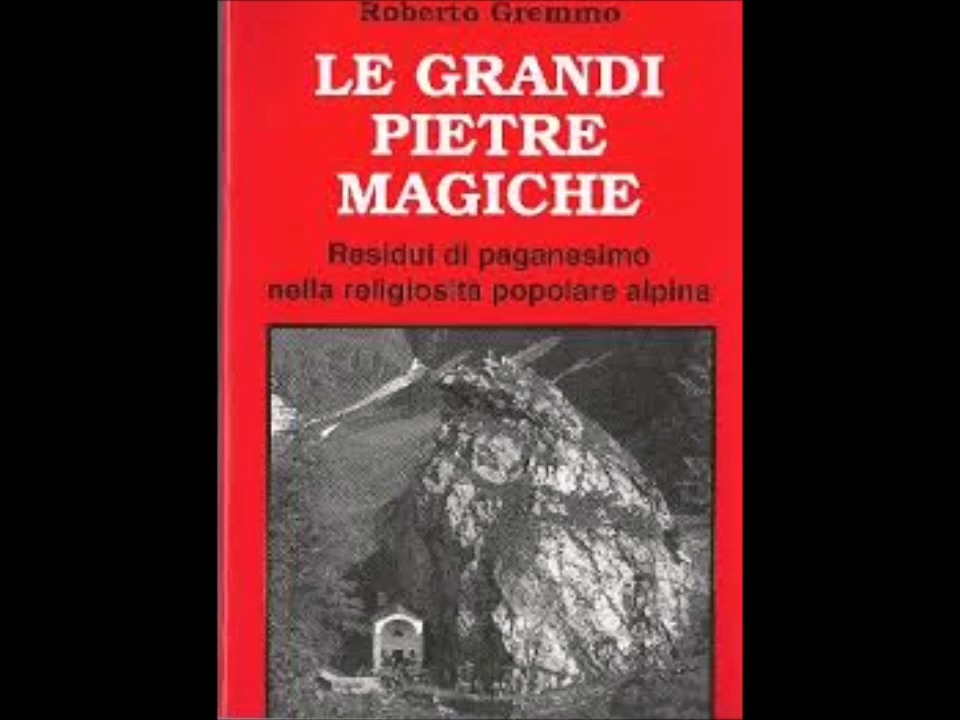 Roberto Gremmo
LE GRANDI
PIETRE
MAGICHE
Residui di paganesimo
nella religiosità popolare alpina